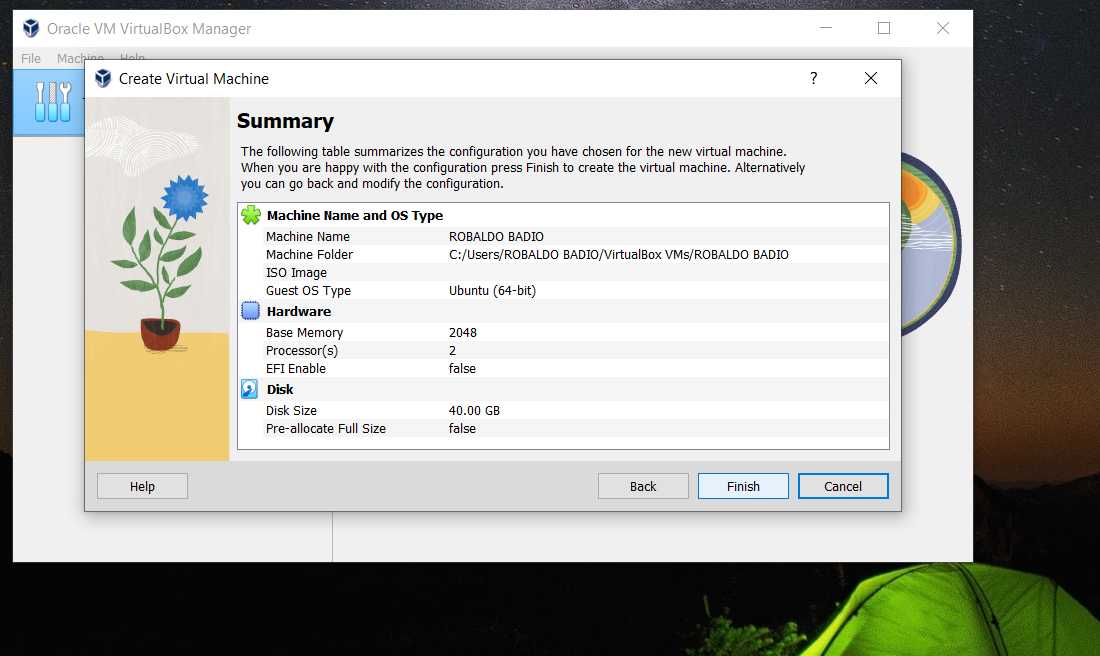 Oracle VM VirtualBox Manager
File Machine Help
Create Virtual Machine
?
Summary
The following table summarizes the configuration you have chosen for the new virtual machine.
When you are happy with the configuration press Finish to create the virtual machine. Alternatively
you can go back and modify the configuration.
Machine Name and OS Type
Machine Name ROBALDO BADIO
Machine Folder C:/Users/ROBALDO BADIO/VirtualBox VMs/ROBALDO BADIO
ISO Image
Guest OS Type Ubuntu (64-bit)
Hardware
Base Memory 2048
Processor(s) 2
EFI Enable false
Disk
Disk Size 40.00 GB
Pre-allocate Full Size false
Help Back Finish Cancel